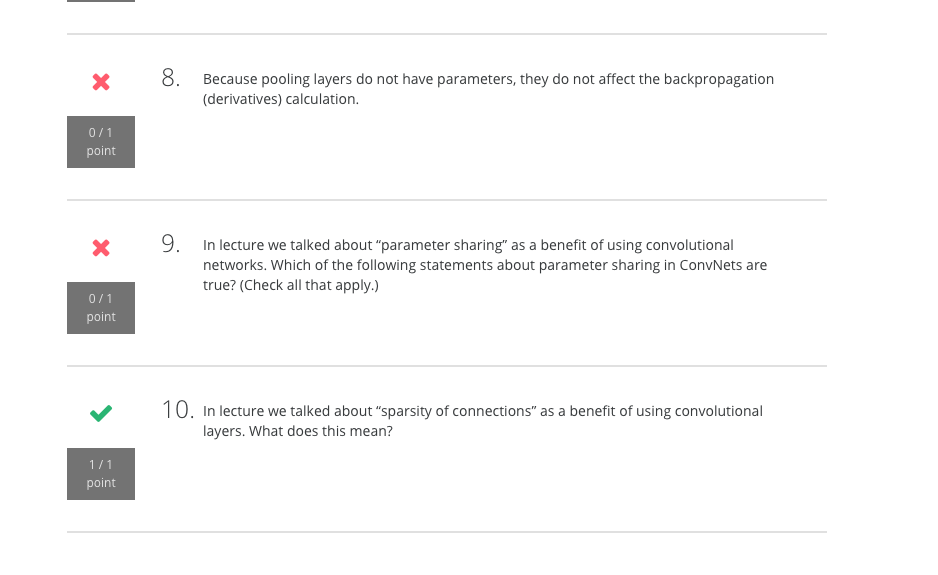 8. Because pooling layers do not have parameters, they do not affect the backpropagation
(derivatives) calculation.
0 / 1
point
9. In lecture we talked about “parameter sharing” as a benefit of using convolutional
networks. Which of the following statements about parameter sharing in ConvNets are
true? (Check all that apply.)
0 / 1
point
10. In lecture we talked about “sparsity of connections” as a benefit of using convolutional
layers. What does this mean?
1 / 1
point